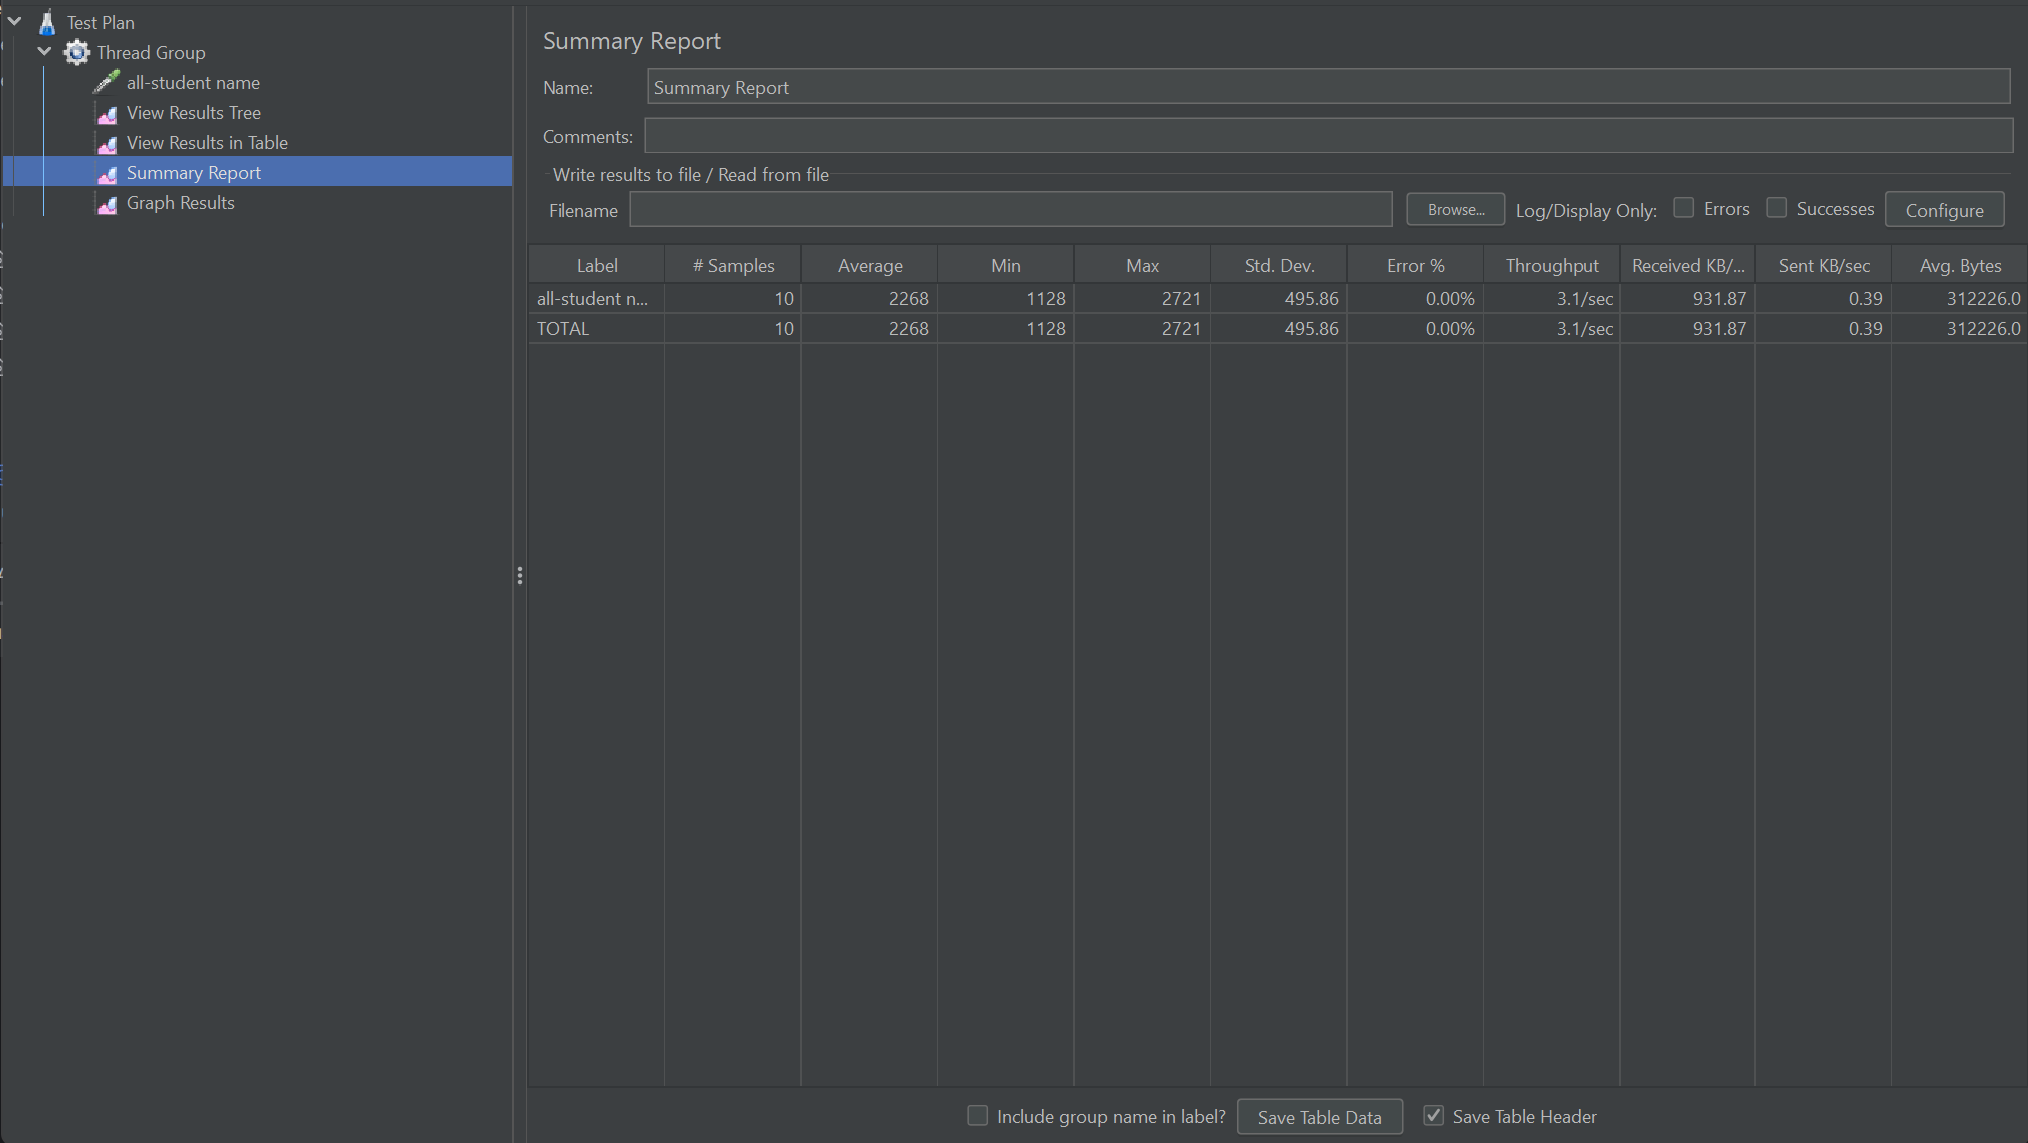 Test Plan
Thread Group
all-student name
View Results Tree
View Results in Table
Summary Report
Graph Results
Summary Report
Name: Summary Report
Comments:
Write results to file / Read from file
Filename Browse... Log/Display Only: Errors Successes Configure
Label # Samples Average Min Max Std. Dev. Error % Throughput Received KB/... Sent KB/sec Avg. Bytes
all-student n... 10 2268 1128 2721 495.86 0.00% 3.1/sec 931.87 0.39 312226.0
TOTAL 10 2268 1128 2721 495.86 0.00% 3.1/sec 931.87 0.39 312226.0
Include group name in label? Save Table Data Save Table Header